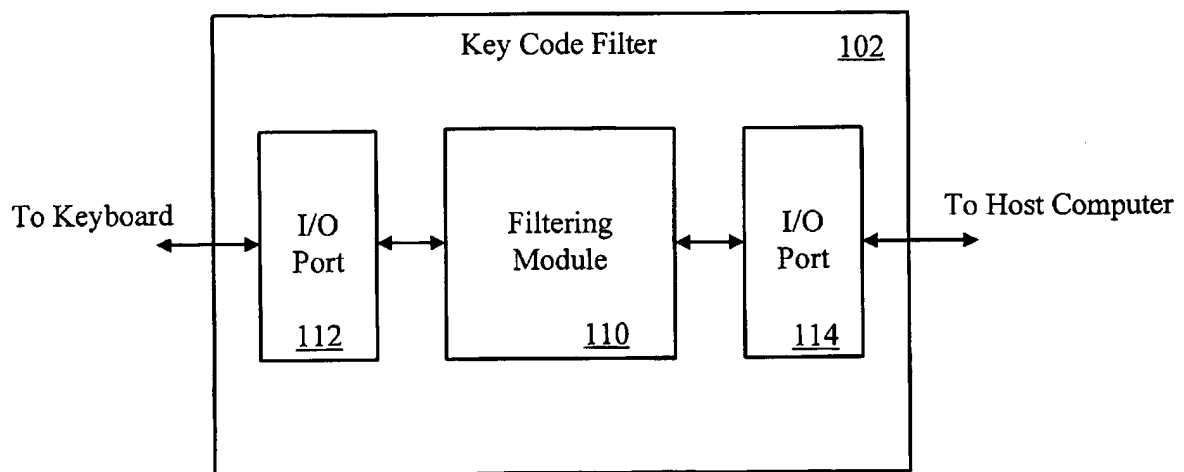 Key Code Filter
102
To Keyboard
I/O
Port
112
Filtering
Module
110
I/O
Port
114
To Host Computer